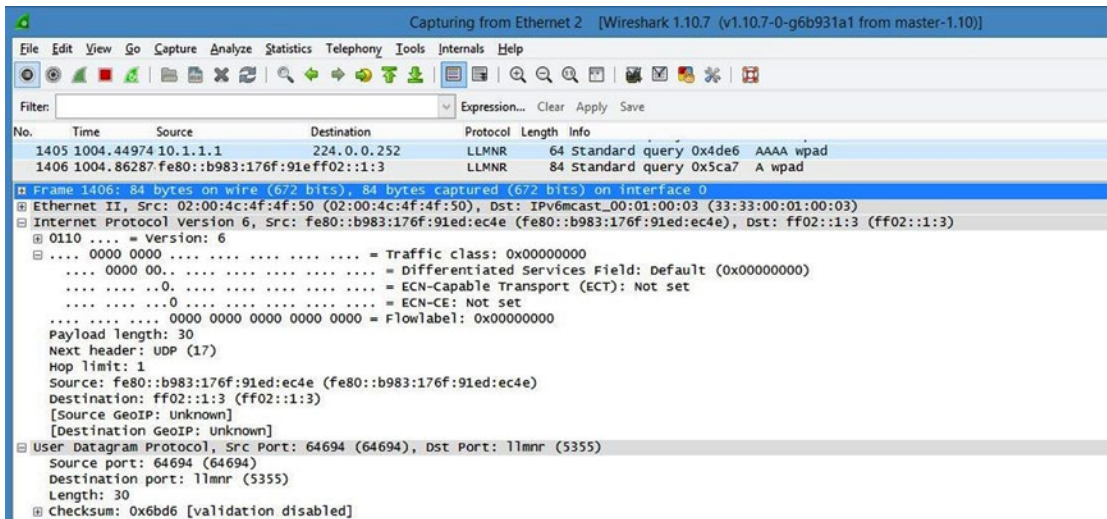 Capturing from Ethernet 2 [Wireshark 1.10.7 (v1.10.7-0-g6b931a1 from master-1.10)]
File Edit View Go Capture Analyze Statistics Telephony Tools Internals Help
Filter: Expression... Clear Apply Save
No. Time Source Destination Protocol Length Info
1405 1004.44974 10.1.1.1 224.0.0.252 LLMNR 64 Standard query 0x4de6 AAAA wpad
1406 1004.86287 fe80::b983:176f:91e ff02::1:3 LLMNR 84 Standard query 0x5ca7 A wpad
Frame 1406: 84 bytes on wire (672 bits), 84 bytes captured (672 bits) on interface 0
Ethernet II, Src: 02:00:4c:4f:4f:50 (02:00:4c:4f:4f:50), Dst: IPv6mcast_00:01:00:03 (33:33:00:01:00:03)
Internet Protocol Version 6, Src: fe80::b983:176f:91ed:ec4e (fe80::b983:176f:91ed:ec4e), Dst: ff02::1:3 (ff02::1:3)
0110 .... = Version: 6
.... 0000 0000 .... .... .... .... .... = Traffic class: 0x00000000
.... 0000 00.. .... .... .... .... .... = Differentiated Services Field: Default (0x00000000)
.... .... ..0. .... .... .... .... .... = ECN-Capable Transport (ECT): Not set
.... .... ...0 .... .... .... .... .... = ECN-CE: Not set
.... .... .... 0000 0000 0000 0000 0000 = Flowlabel: 0x00000000
Payload length: 30
Next header: UDP (17)
Hop limit: 1
Source: fe80::b983:176f:91ed:ec4e (fe80::b983:176f:91ed:ec4e)
Destination: ff02::1:3 (ff02::1:3)
[Source GeoIP: Unknown]
[Destination GeoIP: Unknown]
User Datagram Protocol, Src Port: 64694 (64694), Dst Port: llmnr (5355)
Source port: 64694 (64694)
Destination port: llmnr (5355)
Length: 30
Checksum: 0x6bd6 [validation disabled]